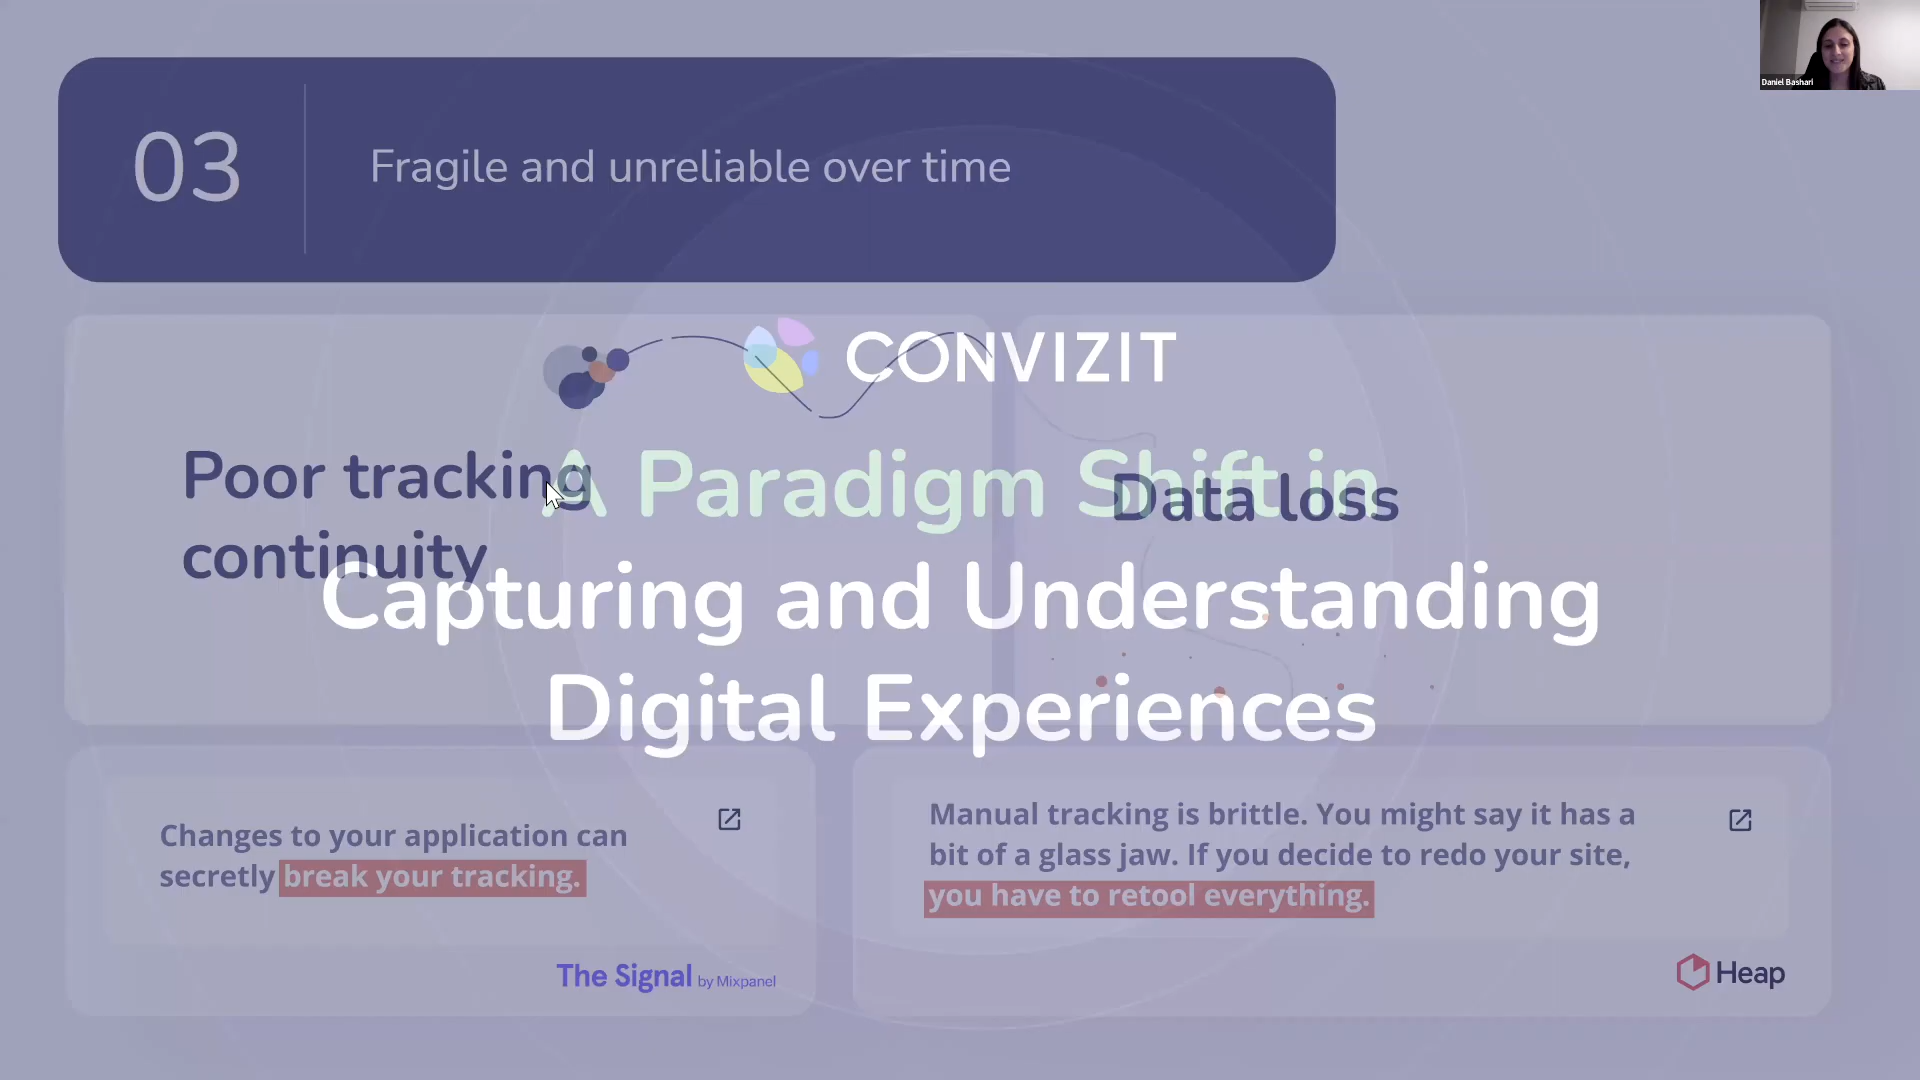 Daniel Bashari
03
Fragile and unreliable over time
CONVIZIT
A Paradigm Shift in
Capturing and Understanding
Digital Experiences
Poor tracking
continuity
Data loss
Changes to your application can
secretly break your tracking.
The Signal by Mixpanel
Manual tracking is brittle. You might say it has a
bit of a glass jaw. If you decide to redo your site,
you have to retool everything.
Heap